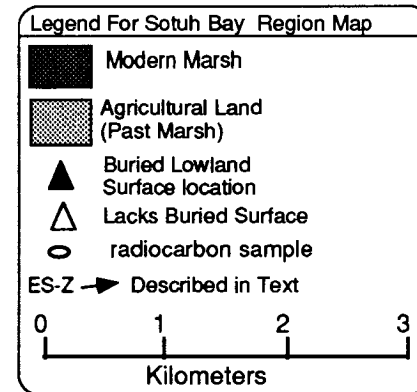 Legend For Sotuh Bay Region Map
Modern Marsh
Agricultural Land
(Past Marsh)
Buried Lowland
Surface location
Lacks Buried Surface
radiocarbon sample
ES-Z Described in Text
0 1 2 3
Kilometers